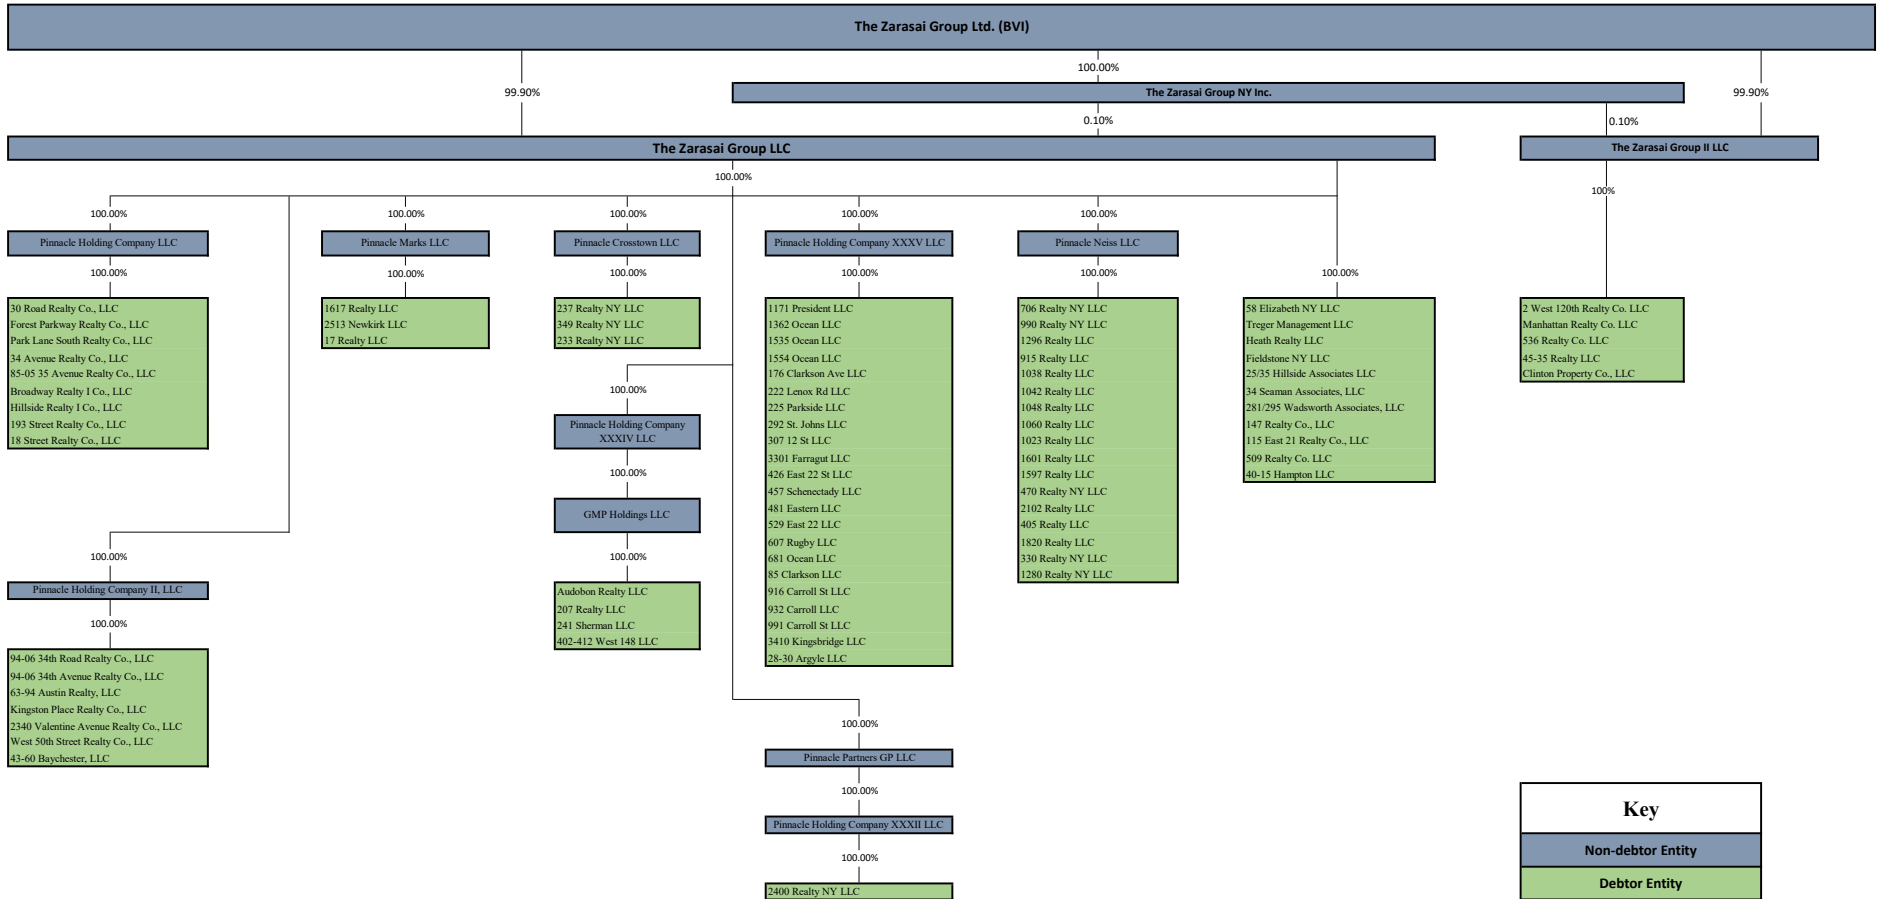 The Zarasai Group Ltd. (BVI)
100.00%
99.90%
The Zarasai Group NY Inc.
99.90%
0.10%
0.10%
The Zarasai Group LLC
The Zarasai Group II LLC
100.00%
100%
100.00%
100.00%
100.00%
100.00%
100.00%
Pinnacle Holding Company LLC
Pinnacle Marks LLC
Pinnacle Crosstown LLC
Pinnacle Holding Company XXXV LLC
Pinnacle Neiss LLC
100.00%
100.00%
100.00%
100.00%
100.00%
100.00%
30 Road Realty Co., LLC
Forest Parkway Realty Co., LLC
Park Lane South Realty Co., LLC
34 Avenue Realty Co., LLC
85-05 35 Avenue Realty Co., LLC
Broadway Realty I Co., LLC
Hillside Realty I Co., LLC
193 Street Realty Co., LLC
18 Street Realty Co., LLC
1617 Realty LLC
2513 Newkirk LLC
17 Realty LLC
237 Realty NY LLC
349 Realty NY LLC
233 Realty NY LLC
1171 President LLC
1362 Ocean LLC
1535 Ocean LLC
1554 Ocean LLC
176 Clarkson Ave LLC
222 Lenox Rd LLC
225 Parkside LLC
292 St. Johns LLC
307 12 St LLC
3301 Farragut LLC
426 East 22 St LLC
457 Schenectady LLC
481 Eastern LLC
529 East 22 LLC
607 Rugby LLC
681 Ocean LLC
85 Clarkson LLC
916 Carroll St LLC
932 Carroll LLC
991 Carroll St LLC
3410 Kingsbridge LLC
28-30 Argyle LLC
706 Realty NY LLC
990 Realty NY LLC
1296 Realty LLC
915 Realty LLC
1038 Realty LLC
1042 Realty LLC
1048 Realty LLC
1060 Realty LLC
1023 Realty LLC
1601 Realty LLC
1597 Realty LLC
470 Realty NY LLC
2102 Realty LLC
405 Realty LLC
1820 Realty LLC
330 Realty NY LLC
1280 Realty NY LLC
58 Elizabeth NY LLC
Treger Management LLC
Heath Realty LLC
Fieldstone NY LLC
25/35 Hillside Associates LLC
34 Seaman Associates, LLC
281/295 Wadsworth Associates, LLC
147 Realty Co., LLC
115 East 21 Realty Co., LLC
509 Realty Co. LLC
40-15 Hampton LLC
2 West 120th Realty Co. LLC
Manhattan Realty Co. LLC
536 Realty Co. LLC
45-35 Realty LLC
Clinton Property Co., LLC
100.00%
Pinnacle Holding Company
XXXIV LLC
100.00%
GMP Holdings LLC
100.00%
Audobon Realty LLC
207 Realty LLC
241 Sherman LLC
402-412 West 148 LLC
100.00%
Pinnacle Holding Company II, LLC
100.00%
94-06 34th Road Realty Co., LLC
94-06 34th Avenue Realty Co., LLC
63-94 Austin Realty, LLC
Kingston Place Realty Co., LLC
2340 Valentine Avenue Realty Co., LLC
West 50th Street Realty Co., LLC
43-60 Baychester, LLC
100.00%
Pinnacle Partners GP LLC
100.00%
Pinnacle Holding Company XXXII LLC
100.00%
2400 Realty NY LLC
Key
Non-debtor Entity
Debtor Entity